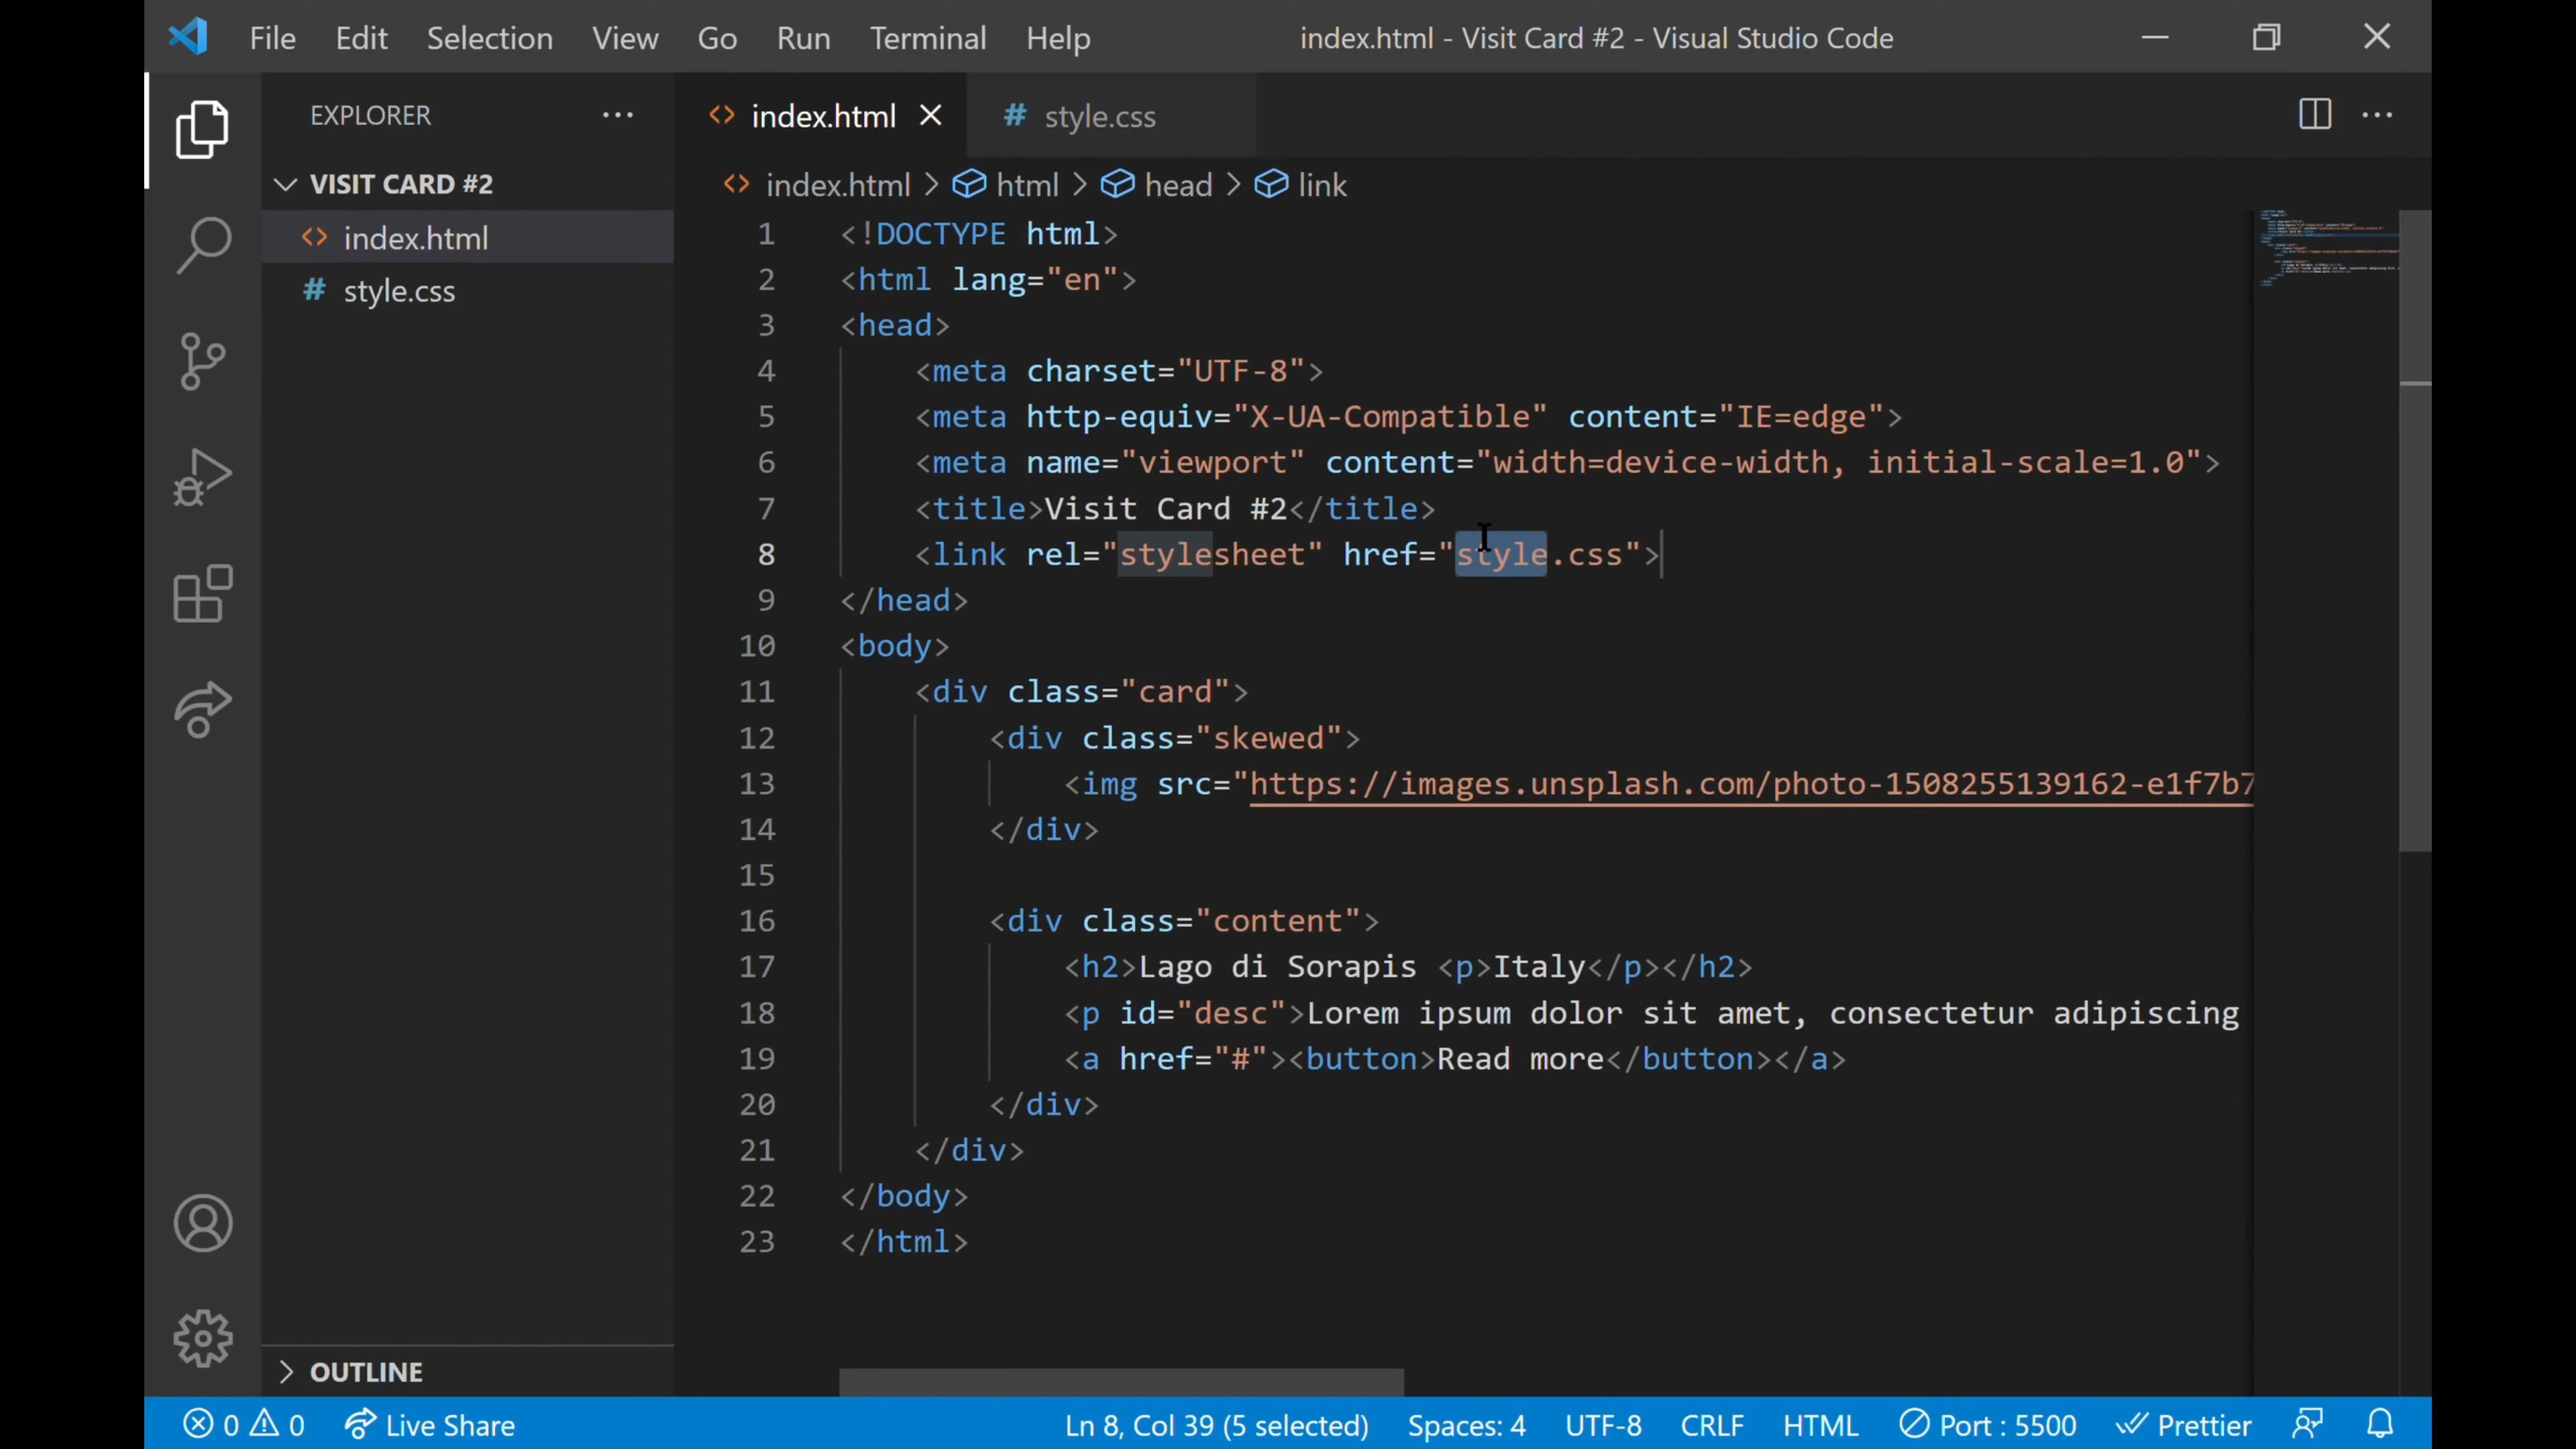 File Edit Selection View Go Run Terminal Help index.html - Visit Card #2 - Visual Studio Code
EXPLORER
VISIT CARD #2
index.html
style.css
OUTLINE
index.html style.css
index.html > html > head > link
1 <!DOCTYPE html>
2 <html lang="en">
3 <head>
4 <meta charset="UTF-8">
5 <meta http-equiv="X-UA-Compatible" content="IE=edge">
6 <meta name="viewport" content="width=device-width, initial-scale=1.0">
7 <title>Visit Card #2</title>
8 <link rel="stylesheet" href="style.css">
9 </head>
10 <body>
11 <div class="card">
12 <div class="skewed">
13 <img src="https://images.unsplash.com/photo-1508255139162-e1f7b7
14 </div>
15
16 <div class="content">
17 <h2>Lago di Sorapis <p>Italy</p></h2>
18 <p id="desc">Lorem ipsum dolor sit amet, consectetur adipiscing
19 <a href="#"><button>Read more</button></a>
20 </div>
21 </div>
22 </body>
23 </html>
0 0 Live Share Ln 8, Col 39 (5 selected) Spaces: 4 UTF-8 CRLF HTML Port : 5500 Prettier